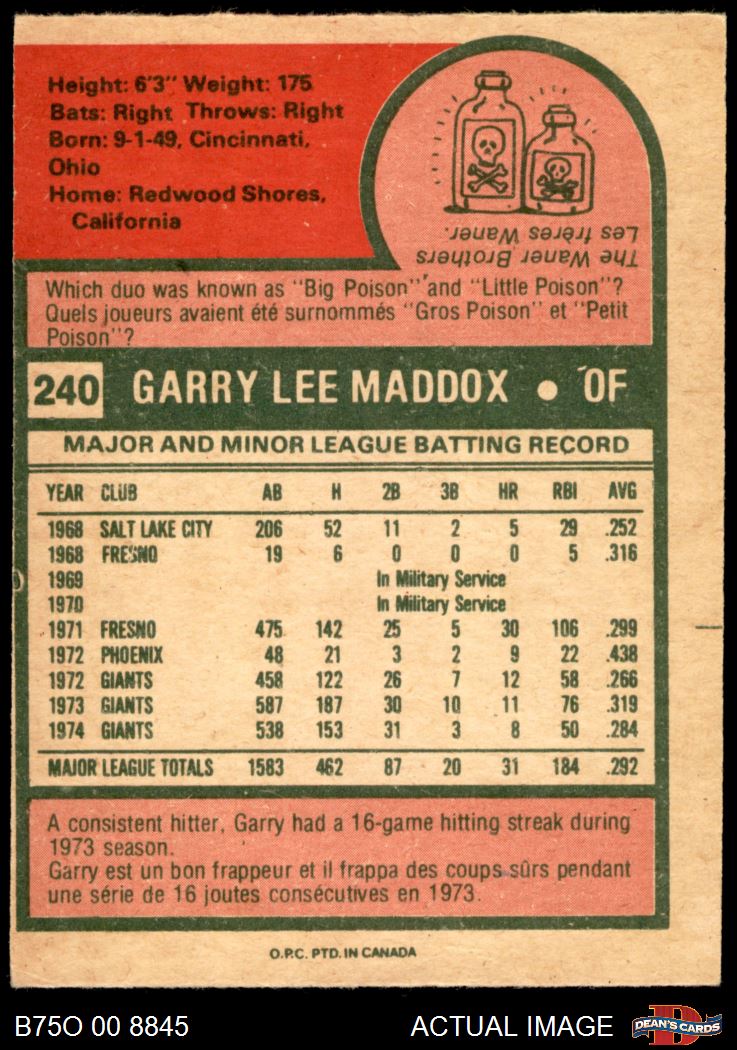 Height: 6'3" Weight: 175
Bats: Right Throws: Right
Born: 9-1-49, Cincinnati,
Ohio
Home: Redwood Shores,
California
The Waner Brothers
Les frères Waner.
Which duo was known as "Big Poison" and "Little Poison"?
Quels joueurs avaient été surnommés "Gros Poison" et "Petit
Poison"?
240 GARRY LEE MADDOX • OF
MAJOR AND MINOR LEAGUE BATTING RECORD
YEAR CLUB AB H 2B 3B HR RBI AVG
1968 SALT LAKE CITY 206 52 11 2 5 29 .252
1968 FRESNO 19 6 0 0 0 5 .316
1969 In Military Service
1970 In Military Service
1971 FRESNO 475 142 25 5 30 106 .299
1972 PHOENIX 48 21 3 2 9 22 .438
1972 GIANTS 458 122 26 7 12 58 .266
1973 GIANTS 587 187 30 10 11 76 .319
1974 GIANTS 538 153 31 3 8 50 .284
MAJOR LEAGUE TOTALS 1583 462 87 20 31 184 .292
A consistent hitter, Garry had a 16-game hitting streak during
1973 season.
Garry est un bon frappeur et il frappa des coups sûrs pendant
une série de 16 joutes consécutives en 1973.
O.P.C. PTD. IN CANADA
B75O 00 8845 ACTUAL IMAGE D DEAN'S CARDS